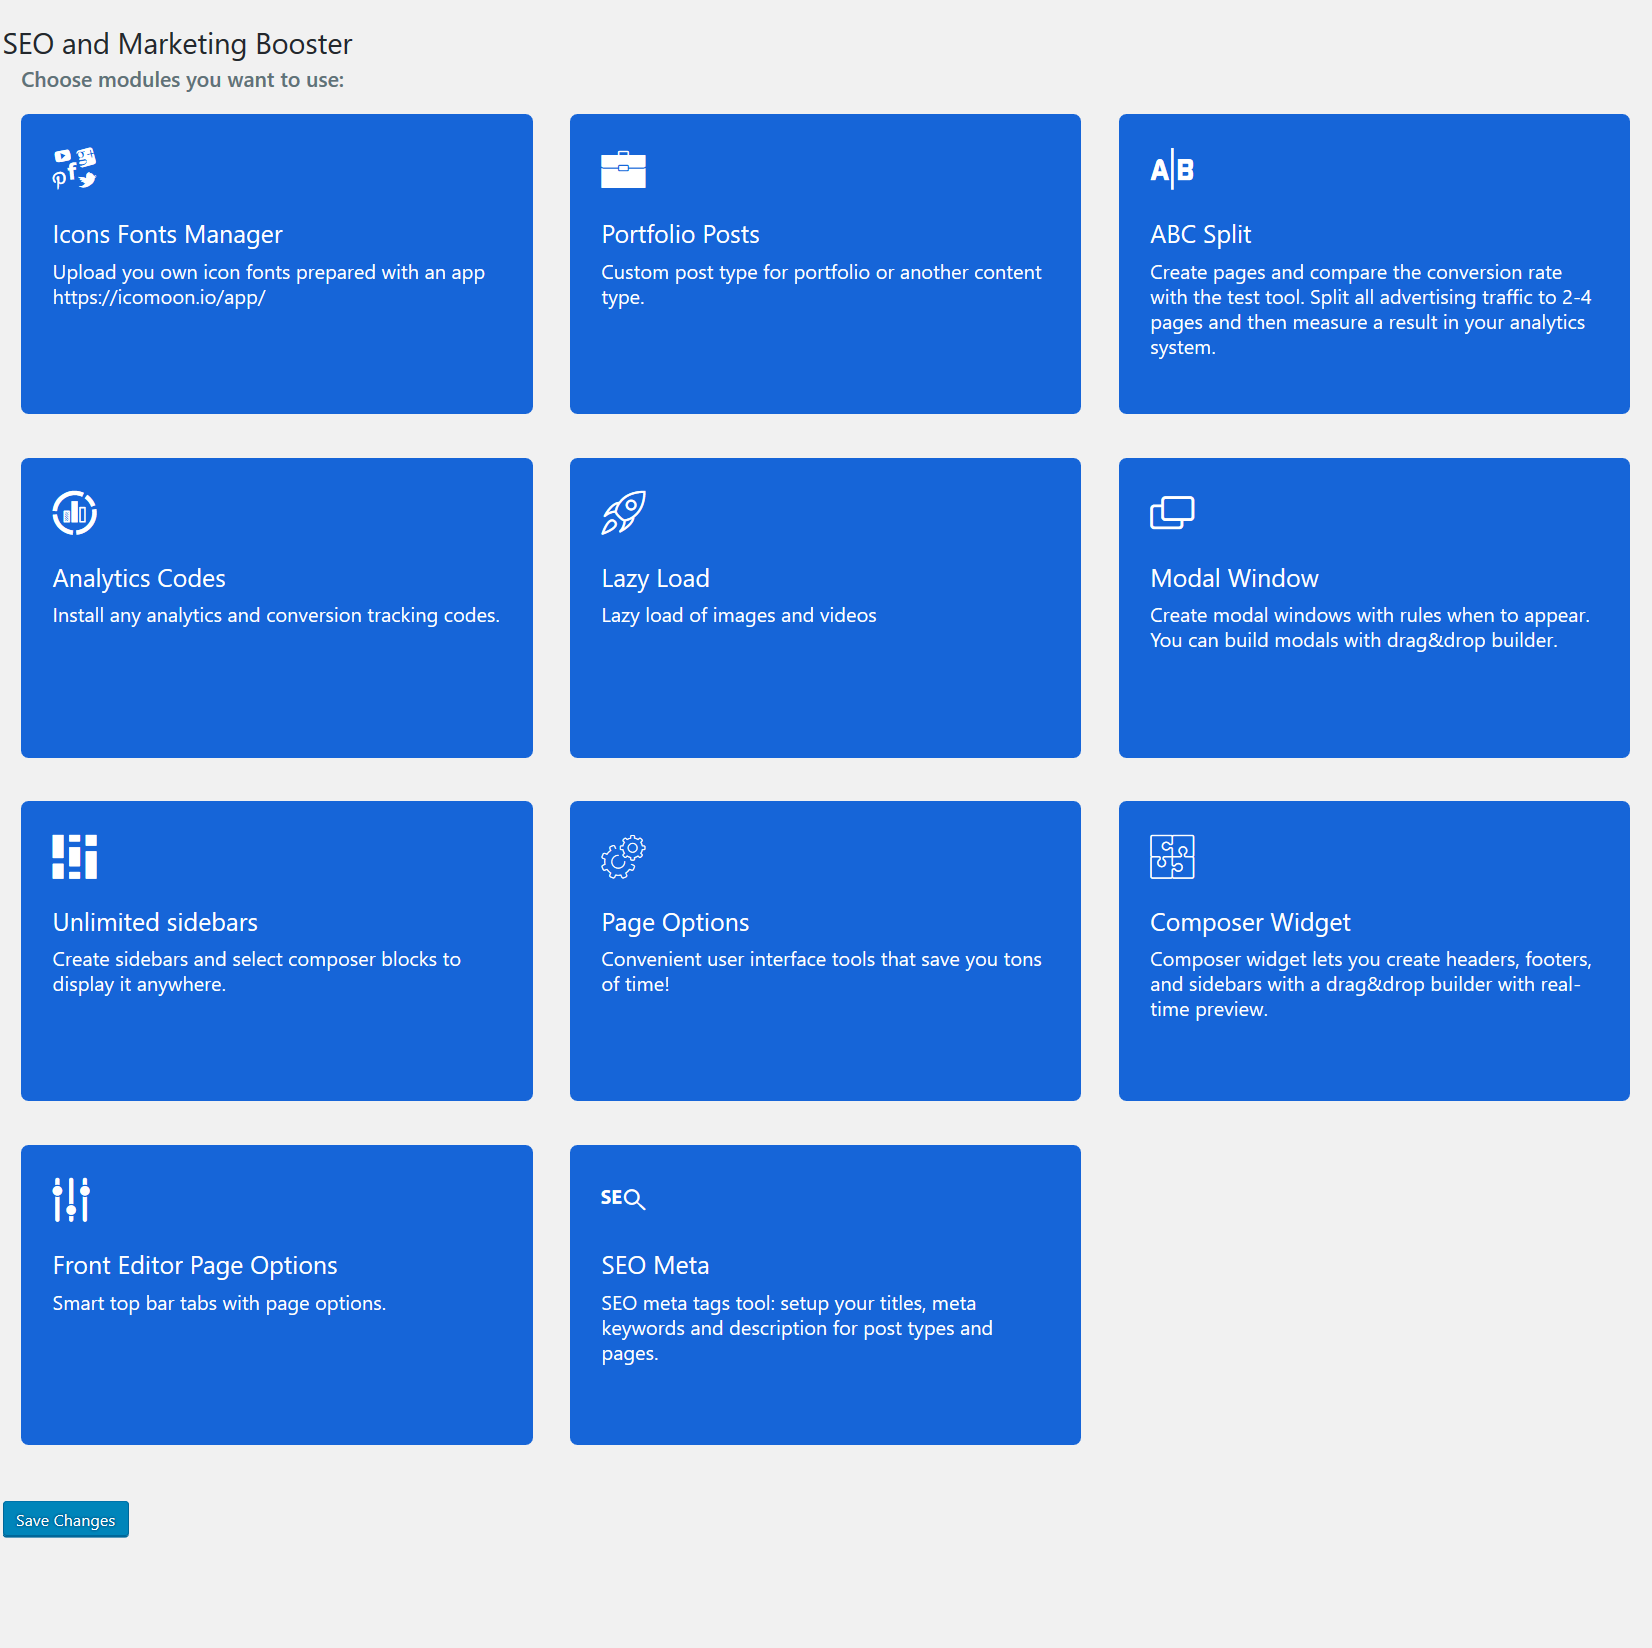 SEO and Marketing Booster
Choose modules you want to use:
Icons Fonts Manager
Upload you own icon fonts prepared with an app
https://icomoon.io/app/
Portfolio Posts
Custom post type for portfolio or another content
type.
A|B
ABC Split
Create pages and compare the conversion rate
with the test tool. Split all advertising traffic to 2-4
pages and then measure a result in your analytics
system.
Analytics Codes
Install any analytics and conversion tracking codes.
Lazy Load
Lazy load of images and videos
Modal Window
Create modal windows with rules when to appear.
You can build modals with drag&drop builder.
Unlimited sidebars
Create sidebars and select composer blocks to
display it anywhere.
Page Options
Convenient user interface tools that save you tons
of time!
Composer Widget
Composer widget lets you create headers, footers,
and sidebars with a drag&drop builder with real-
time preview.
Front Editor Page Options
Smart top bar tabs with page options.
SE
SEO Meta
SEO meta tags tool: setup your titles, meta
keywords and description for post types and
pages.
Save Changes